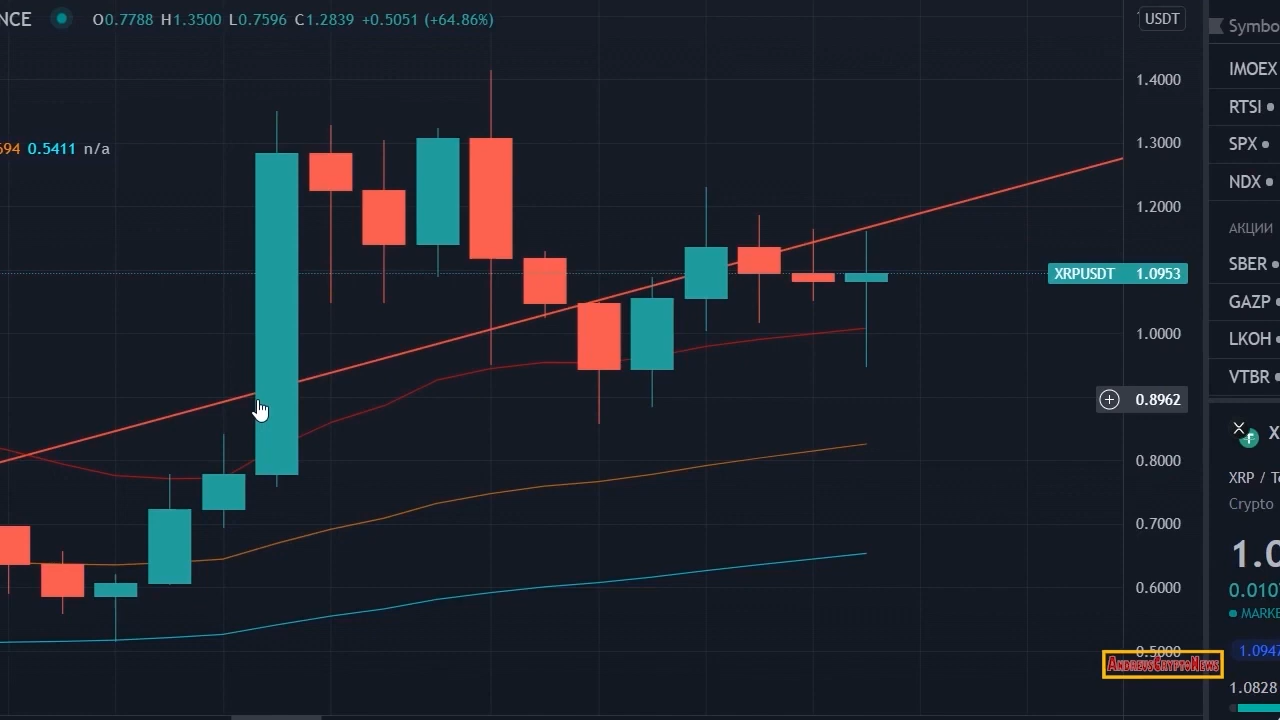 NCE O0.7788 H1.3500 L0.7596 C1.2839 +0.5051 (+64.86%)
694 0.5411 n/a
USDT
1.4000
1.3000
1.2000
XRPUSDT 1.0953
1.0000
0.8962
0.8000
0.7000
0.6000
0.5000
AndreysCryptoNews
Symbo
IMOEX
RTSI
SPX
NDX
АКЦИИ
SBER
GAZP
LKOH
VTBR
X
XRP / Te
Crypto
1.0
0.010
MARKE
1.0947
1.0828